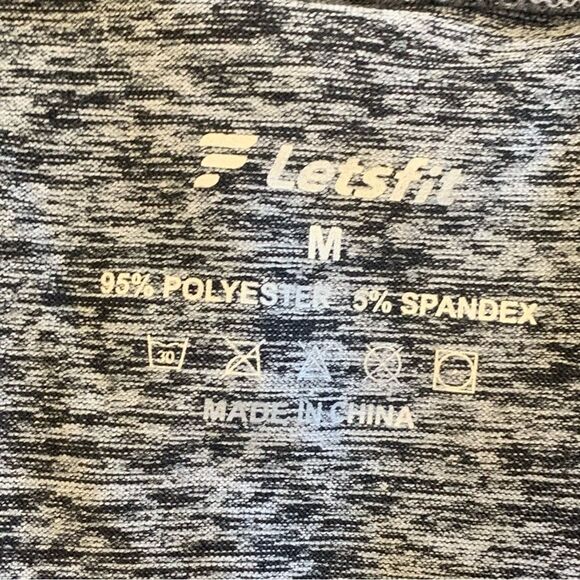 Letsfit
M
95% POLYESTER 5% SPANDEX
30
MADE IN CHINA